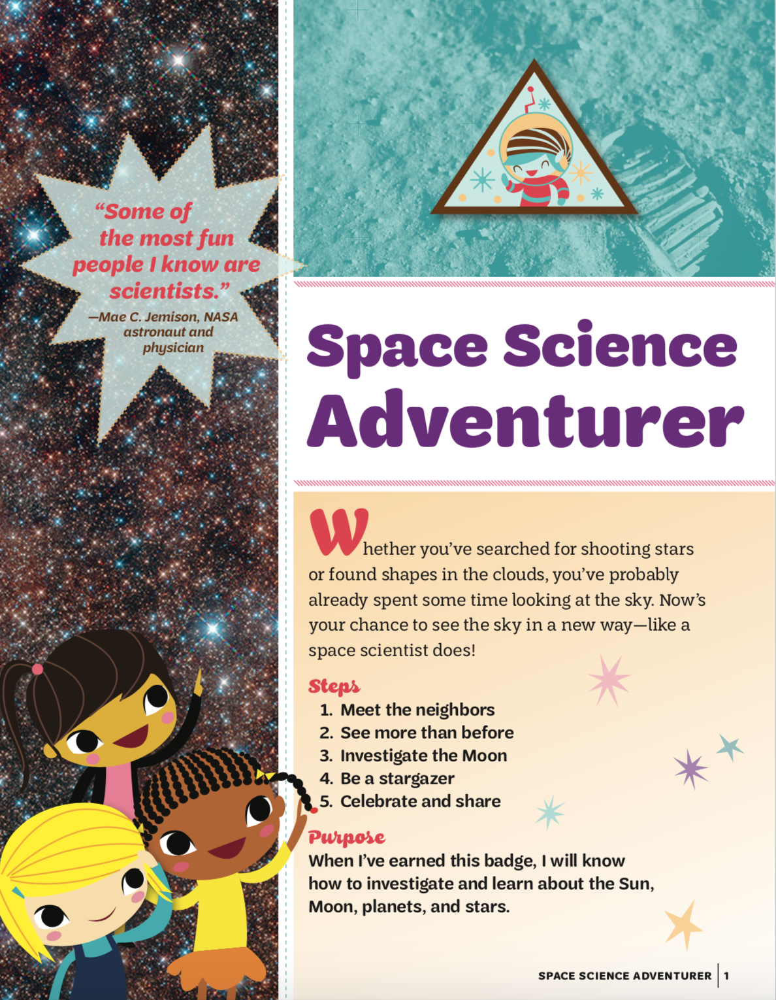 “Some of
the most fun
people I know are
scientists.”
—Mae C. Jemison, NASA
astronaut and
physician
Space Science
Adventurer
Whether you’ve searched for shooting stars
or found shapes in the clouds, you’ve probably
already spent some time looking at the sky. Now’s
your chance to see the sky in a new way—like a
space scientist does!
Steps
1. Meet the neighbors
2. See more than before
3. Investigate the Moon
4. Be a stargazer
5. Celebrate and share
Purpose
When I’ve earned this badge, I will know
how to investigate and learn about the Sun,
Moon, planets, and stars.
SPACE SCIENCE ADVENTURER | 1